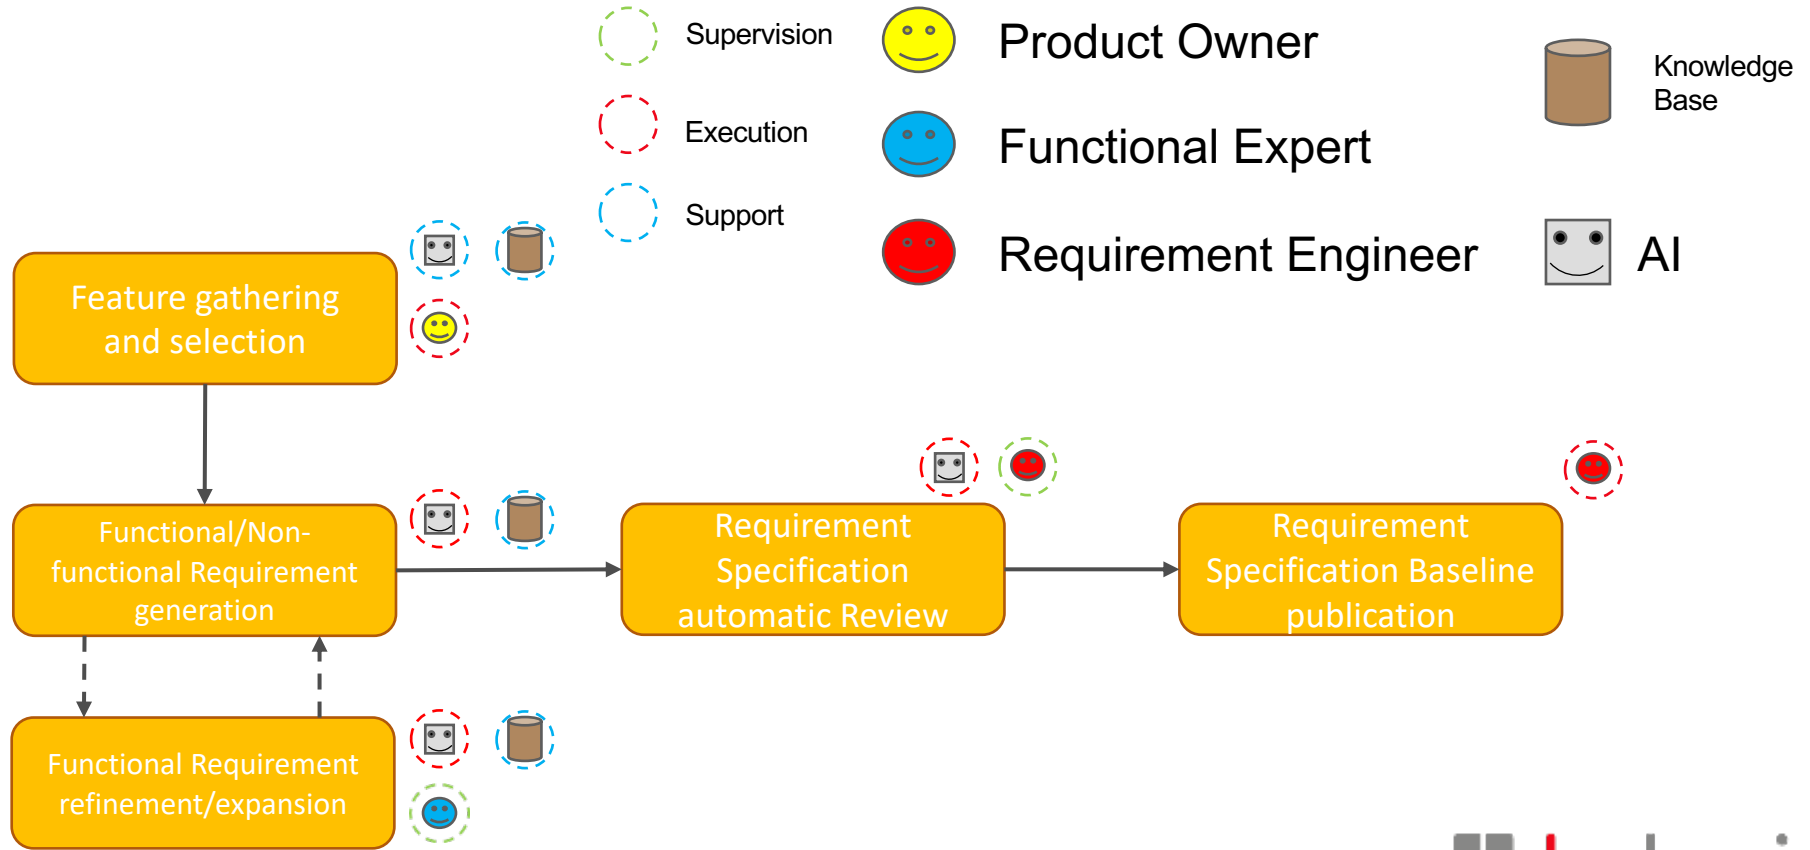 Supervision
Product Owner
Knowledge
Base
Execution
Functional Expert
Support
Requirement Engineer
AI
Feature gathering
and selection
Functional/Non-
functional Requirement
generation
Requirement
Specification
automatic Review
Requirement
Specification Baseline
publication
Functional Requirement
refinement/expansion